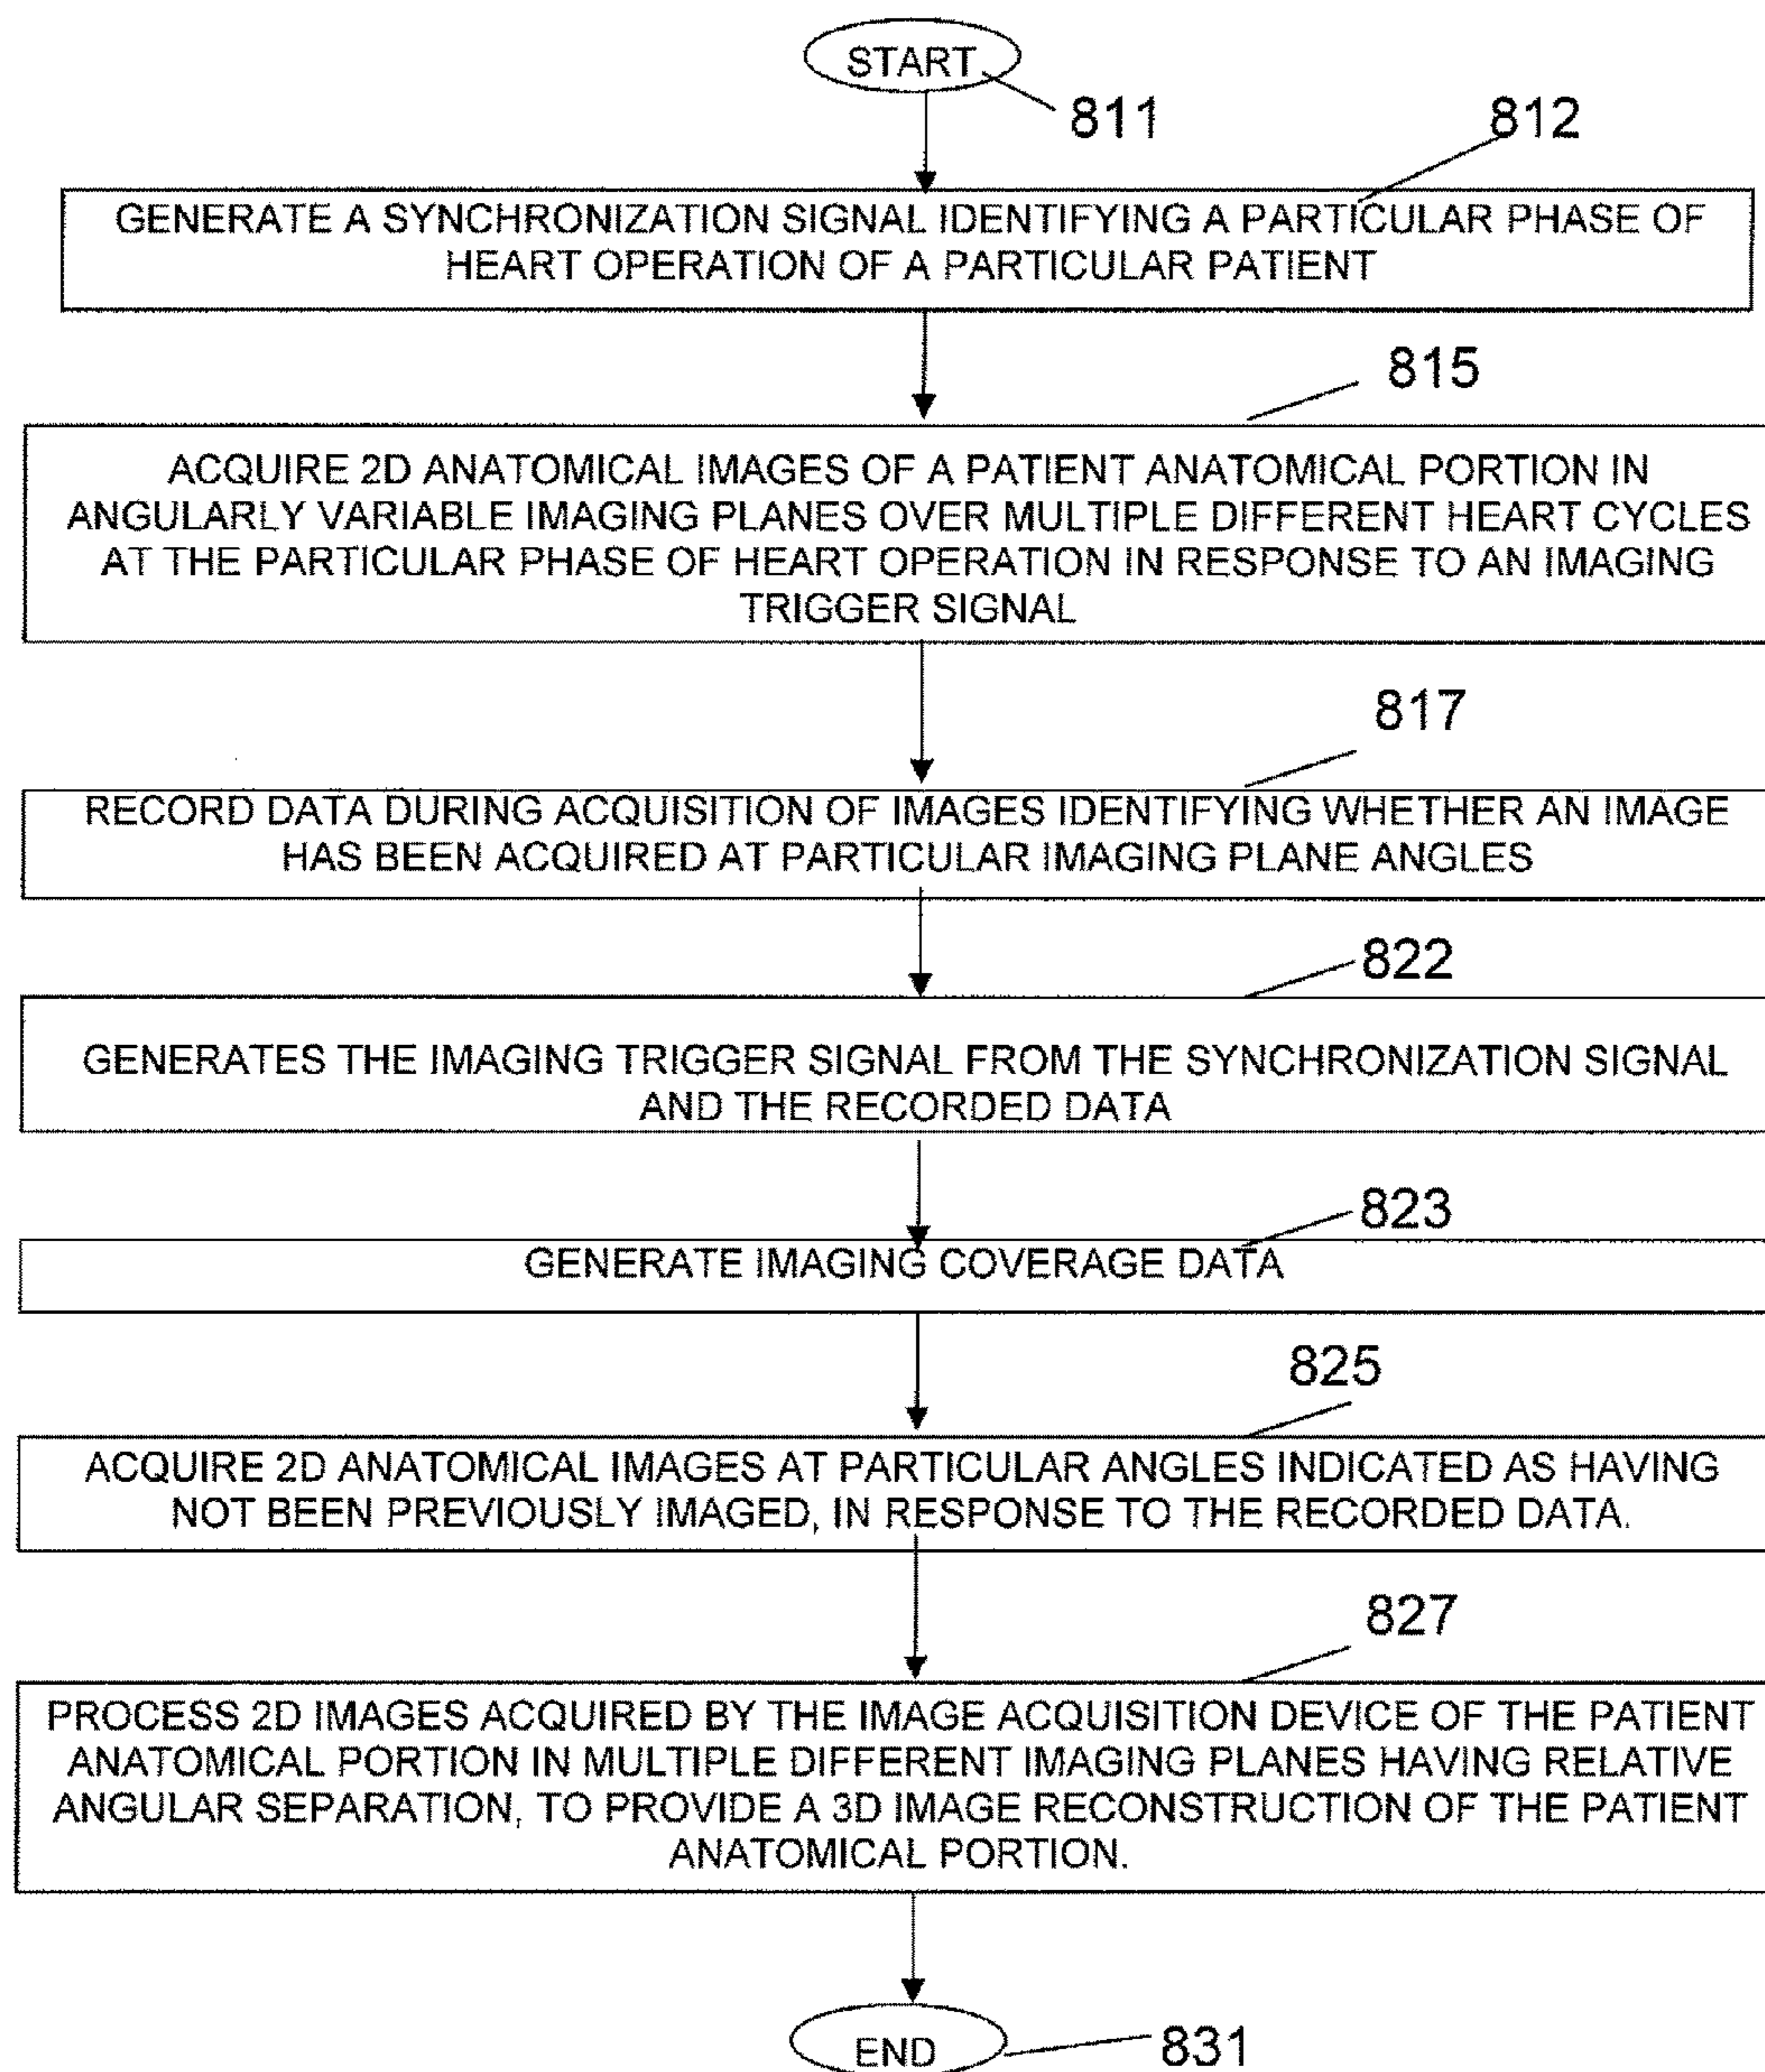 START
811
812
GENERATE A SYNCHRONIZATION SIGNAL IDENTIFYING A PARTICULAR PHASE OF
HEART OPERATION OF A PARTICULAR PATIENT
815
ACQUIRE 2D ANATOMICAL IMAGES OF A PATIENT ANATOMICAL PORTION IN
ANGULARLY VARIABLE IMAGING PLANES OVER MULTIPLE DIFFERENT HEART CYCLES
AT THE PARTICULAR PHASE OF HEART OPERATION IN RESPONSE TO AN IMAGING
TRIGGER SIGNAL
817
RECORD DATA DURING ACQUISITION OF IMAGES IDENTIFYING WHETHER AN IMAGE
HAS BEEN ACQUIRED AT PARTICULAR IMAGING PLANE ANGLES
822
GENERATES THE IMAGING TRIGGER SIGNAL FROM THE SYNCHRONIZATION SIGNAL
AND THE RECORDED DATA
823
GENERATE IMAGING COVERAGE DATA
825
ACQUIRE 2D ANATOMICAL IMAGES AT PARTICULAR ANGLES INDICATED AS HAVING
NOT BEEN PREVIOUSLY IMAGED, IN RESPONSE TO THE RECORDED DATA.
827
PROCESS 2D IMAGES ACQUIRED BY THE IMAGE ACQUISITION DEVICE OF THE PATIENT
ANATOMICAL PORTION IN MULTIPLE DIFFERENT IMAGING PLANES HAVING RELATIVE
ANGULAR SEPARATION, TO PROVIDE A 3D IMAGE RECONSTRUCTION OF THE PATIENT
ANATOMICAL PORTION.
END
831